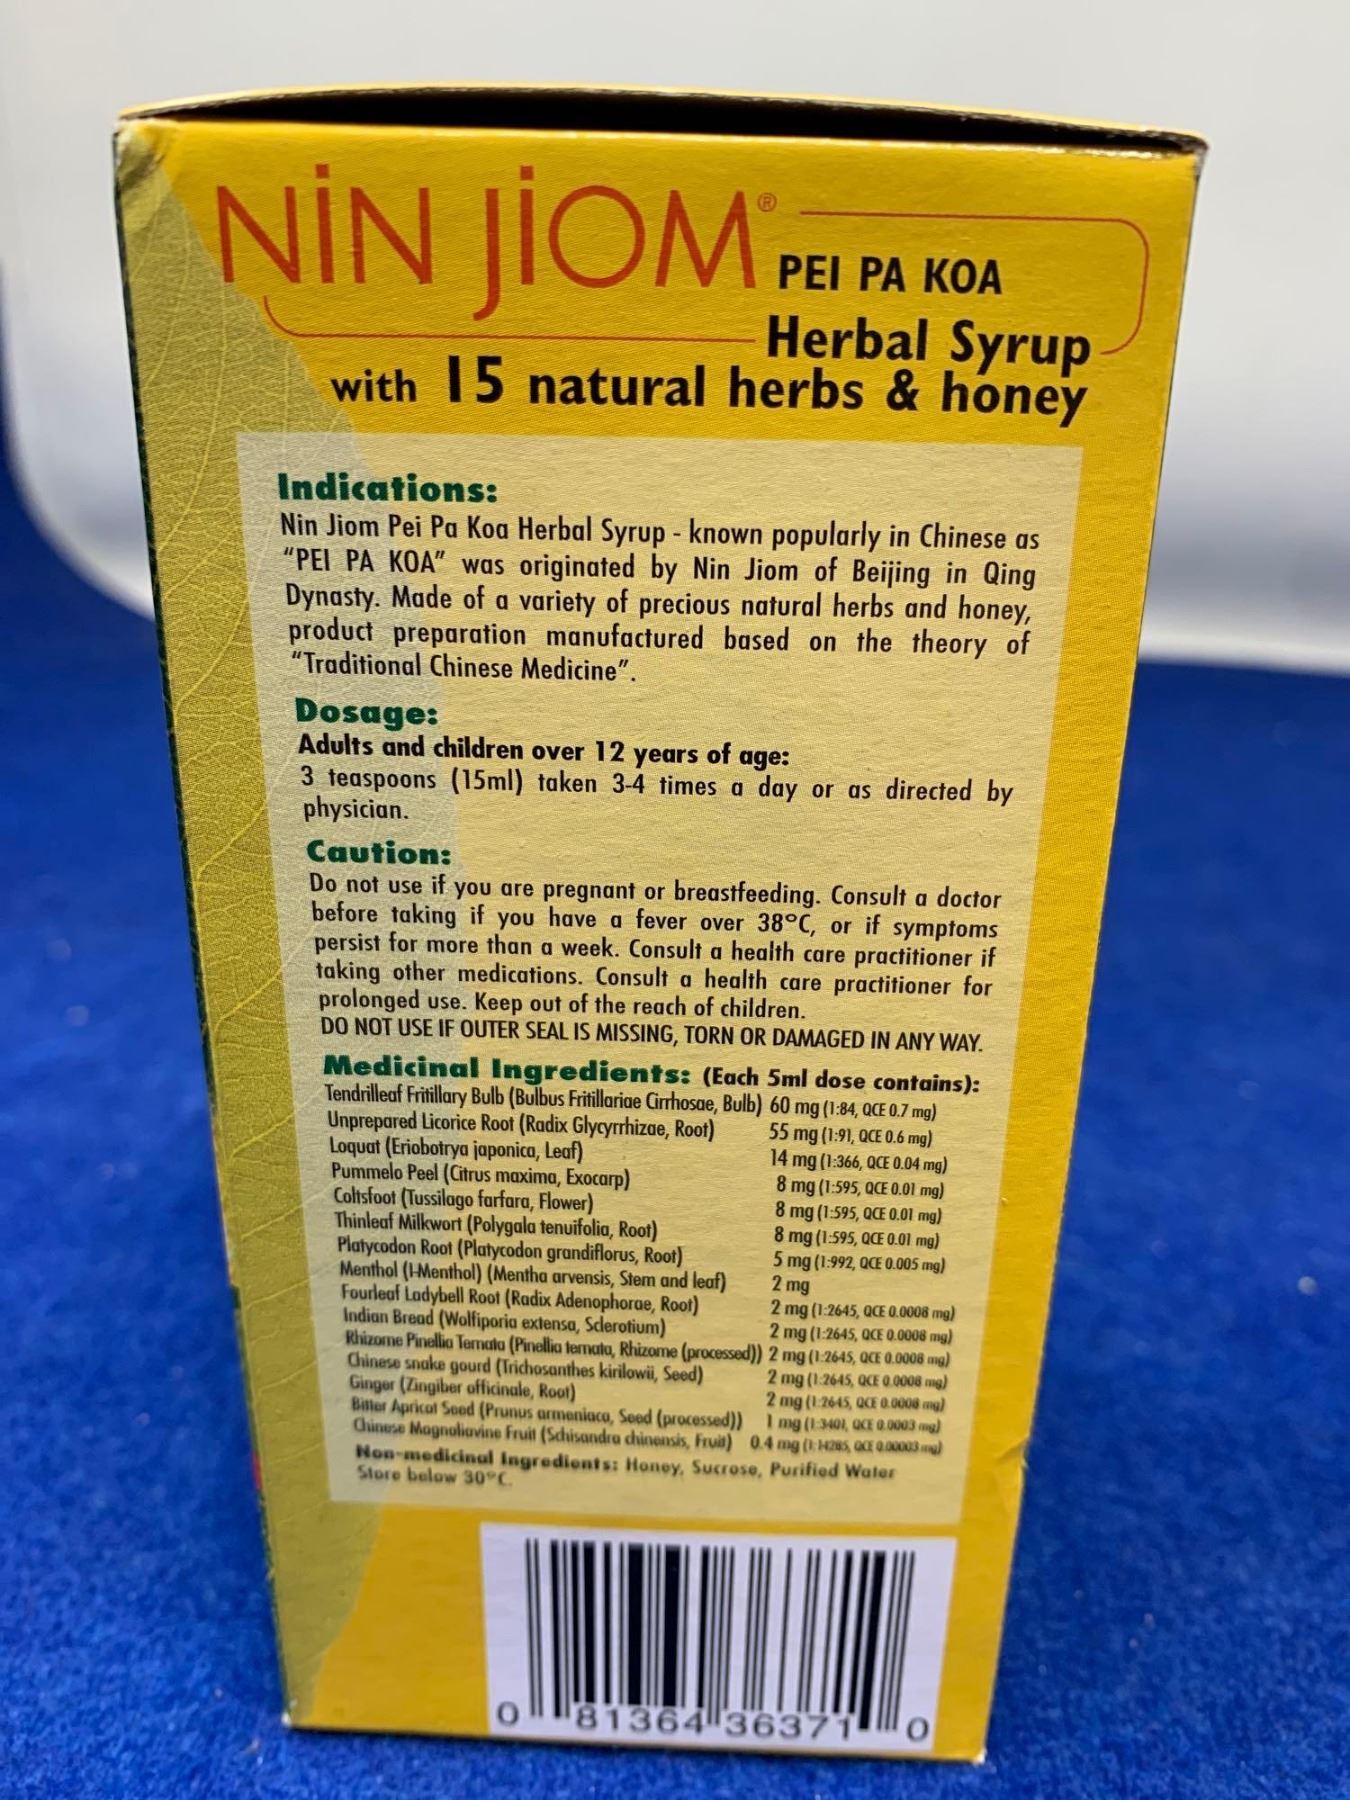 NiN JiOM®
PEI PA KOA
Herbal Syrup
with 15 natural herbs & honey
Indications:
Nin Jiom Pei Pa Koa Herbal Syrup - known popularly in Chinese as
“PEI PA KOA” was originated by Nin Jiom of Beijing in Qing
Dynasty. Made of a variety of precious natural herbs and honey,
product preparation manufactured based on the theory of
“Traditional Chinese Medicine”.
Dosage:
Adults and children over 12 years of age:
3 teaspoons (15ml) taken 3-4 times a day or as directed by
physician.
Caution:
Do not use if you are pregnant or breastfeeding. Consult a doctor
before taking if you have a fever over 38°C, or if symptoms
persist for more than a week. Consult a health care practitioner if
taking other medications. Consult a health care practitioner for
prolonged use. Keep out of the reach of children.
DO NOT USE IF OUTER SEAL IS MISSING, TORN OR DAMAGED IN ANY WAY.
Medicinal Ingredients: (Each 5ml dose contains):
Tendrilleaf Fritillary Bulb (Bulbus Fritillariae Cirrhosae, Bulb) 60 mg (1:84, QCE 0.7 mg)
Unprepared Licorice Root (Radix Glycyrrhizae, Root) 55 mg (1:91, QCE 0.6 mg)
Loquat (Eriobotrya japonica, Leaf) 14 mg (1:366, QCE 0.04 mg)
Pummelo Peel (Citrus maxima, Exocarp) 8 mg (1:595, QCE 0.01 mg)
Coltsfoot (Tussilago farfara, Flower) 8 mg (1:595, QCE 0.01 mg)
Thinleaf Milkwort (Polygala tenuifolia, Root) 8 mg (1:595, QCE 0.01 mg)
Platycodon Root (Platycodon grandiflorus, Root) 5 mg (1:992, QCE 0.005 mg)
Menthol (l-Menthol) (Mentha arvensis, Stem and leaf) 2 mg
Fourleaf Ladybell Root (Radix Adenophorae, Root) 2 mg (1:2645, QCE 0.0008 mg)
Indian Bread (Wolfiporia extensa, Sclerotium) 2 mg (1:2645, QCE 0.0008 mg)
Rhizome Pinellia Ternata (Pinellia ternata, Rhizome (processed)) 2 mg (1:2645, QCE 0.0008 mg)
Chinese snake gourd (Trichosanthes kirilowii, Seed) 2 mg (1:2645, QCE 0.0008 mg)
Ginger (Zingiber officinale, Root) 2 mg (1:2645, QCE 0.0008 mg)
Bitter Apricot Seed (Prunus armeniaca, Seed (processed)) 1 mg (1:3401, QCE 0.0003 mg)
Chinese Magnoliavine Fruit (Schisandra chinensis, Fruit) 0.4 mg (1:14285, QCE 0.00003 mg)
Non-medicinal Ingredients: Honey, Sucrose, Purified Water
Store below 30°C.
0 81364 36371 0